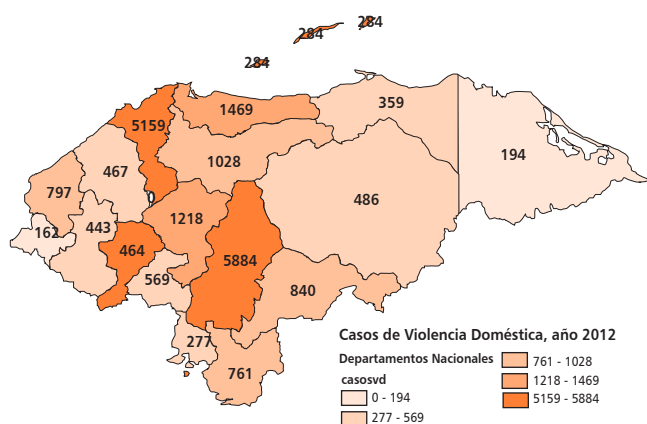 284
284
284
1469
359
5159
1028
194
467
797
0
486
1218
443
162
464
5884
569
840
277
761
Casos de Violencia Doméstica, año 2012
Departamentos Nacionales
casosvd
0 - 194
277 - 569
761 - 1028
1218 - 1469
5159 - 5884